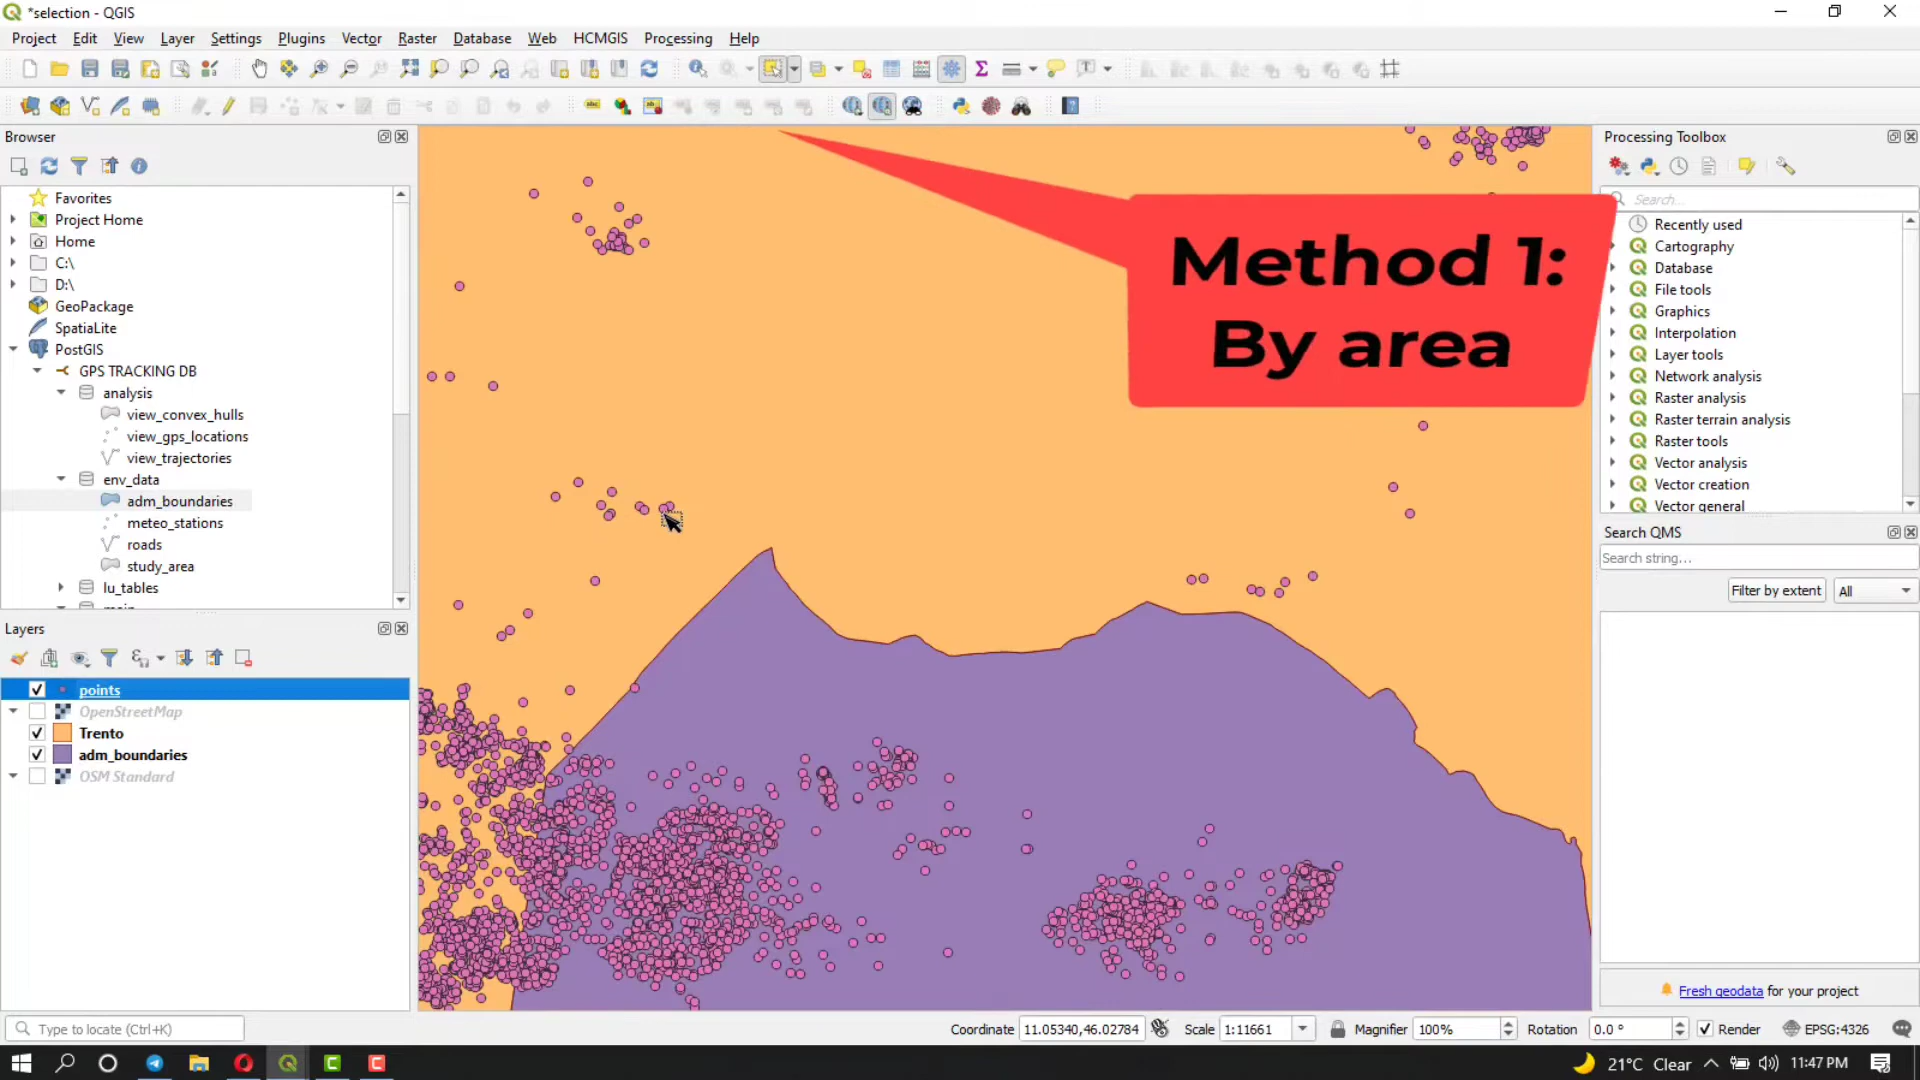 *selection - QGIS
Project Edit View Layer Settings Plugins Vector Raster Database Web HCMGIS Processing Help
Browser
Favorites
Project Home
Home
C:\
D:\
GeoPackage
SpatiaLite
PostGIS
GPS TRACKING DB
analysis
view_convex_hulls
view_gps_locations
view_trajectories
env_data
adm_boundaries
meteo_stations
roads
study_area
lu_tables
Layers
points
OpenStreetMap
Trento
adm_boundaries
OSM Standard
Method 1:
By area
Processing Toolbox
Search...
Recently used
Cartography
Database
File tools
Graphics
Interpolation
Layer tools
Network analysis
Raster analysis
Raster terrain analysis
Raster tools
Vector analysis
Vector creation
Vector general
Search QMS
Search string...
Filter by extent All
Fresh geodata for your project
Type to locate (Ctrl+K) Coordinate 11.05340,46.02784 Scale 1:11661 Magnifier 100% Rotation 0.0 ° Render EPSG:4326
21°C Clear 11:47 PM